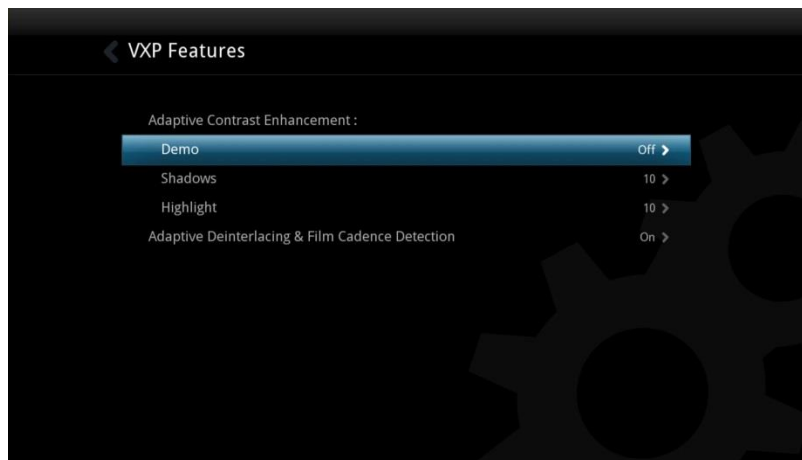 VXP Features
Adaptive Contrast Enhancement :
Demo Off
Shadows 10
Highlight 10
Adaptive Deinterlacing & Film Cadence Detection On